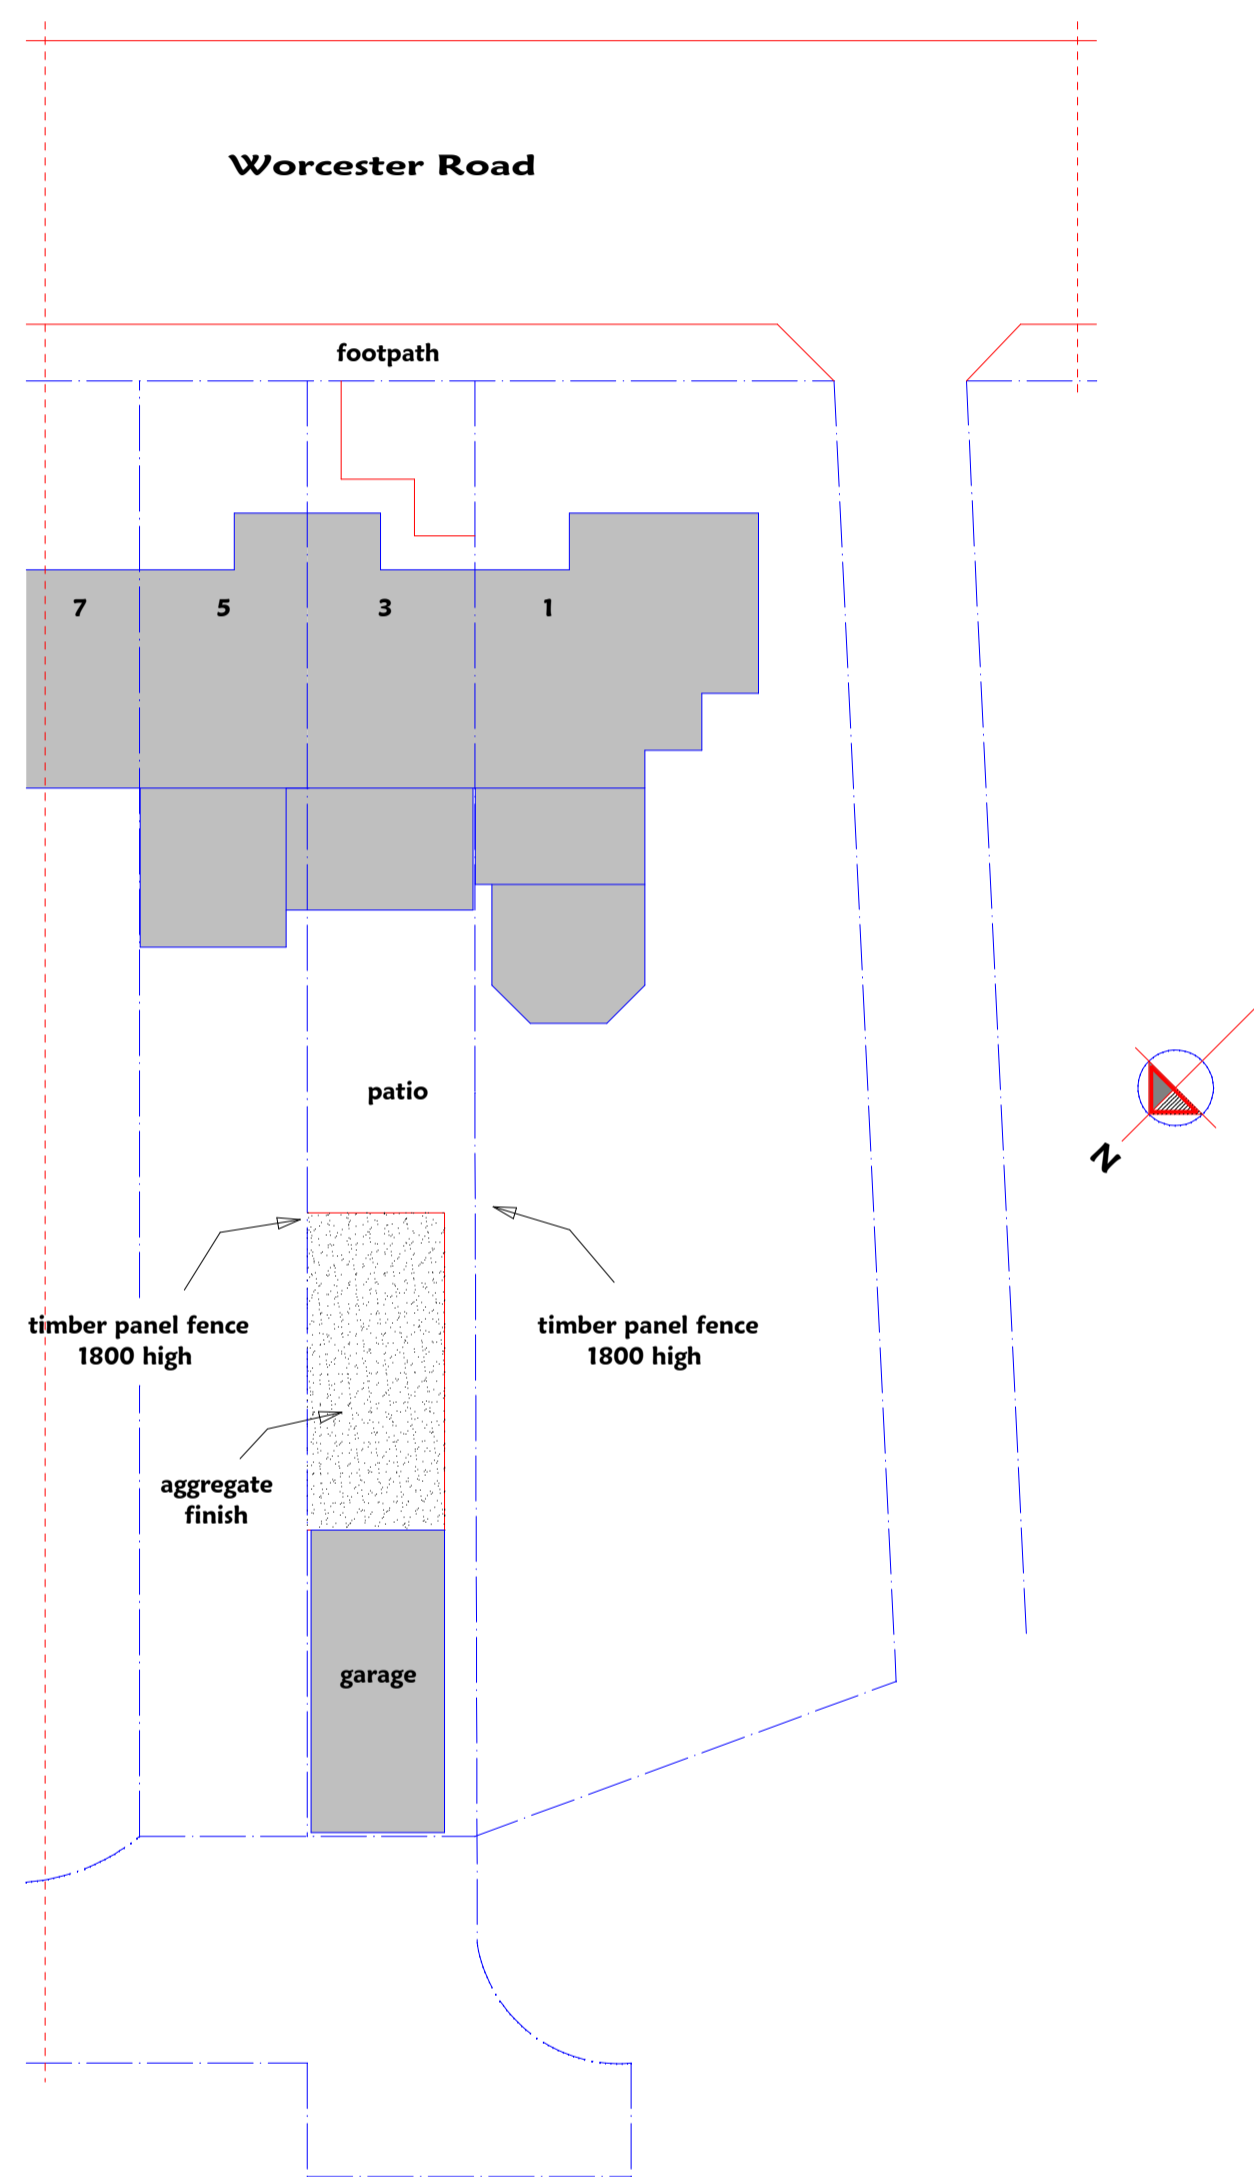 Worcester Road
footpath
7
5
3
1
patio
timber panel fence
1800 high
timber panel fence
1800 high
aggregate
finish
garage
N